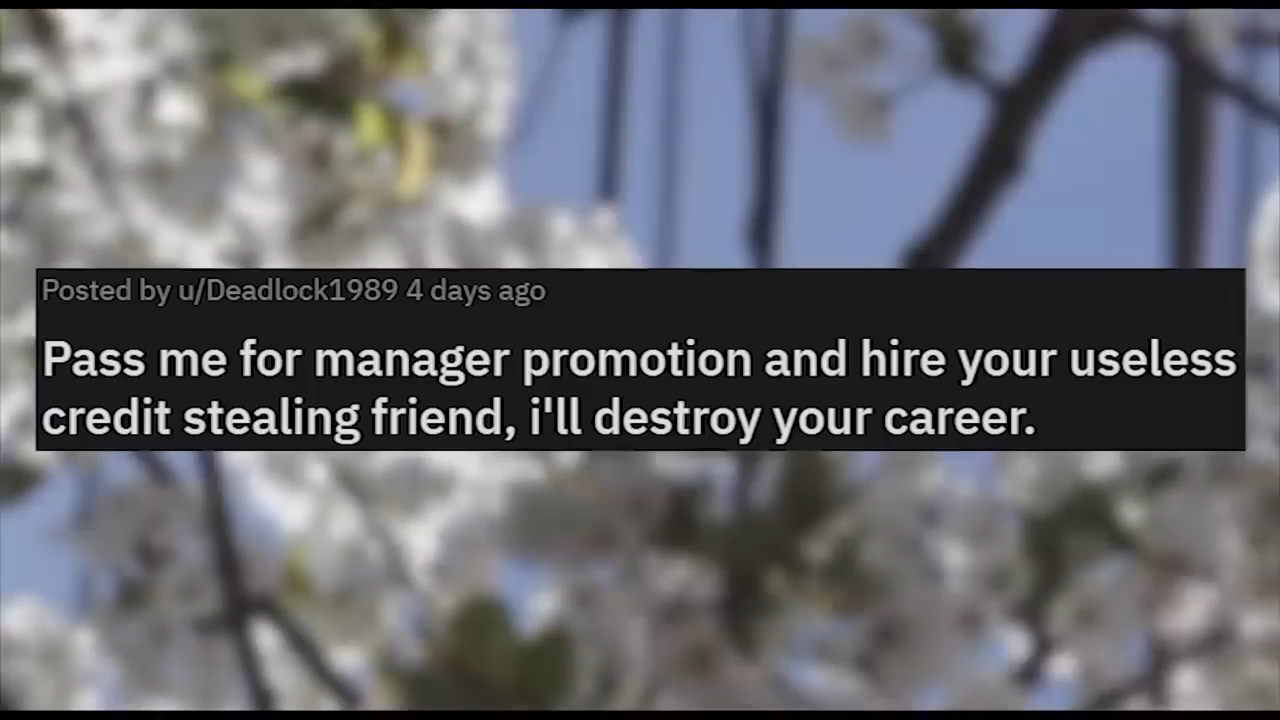 Posted by u/Deadlock1989 4 days ago
Pass me for manager promotion and hire your useless
credit stealing friend, i'll destroy your career.